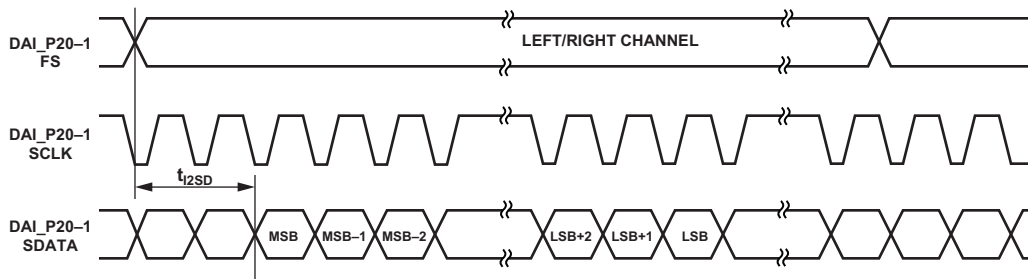 DAI_P20–1
FS
LEFT/RIGHT CHANNEL
DAI_P20–1
SCLK
tI2SD
DAI_P20–1
SDATA
MSB
MSB–1
MSB–2
LSB+2
LSB+1
LSB